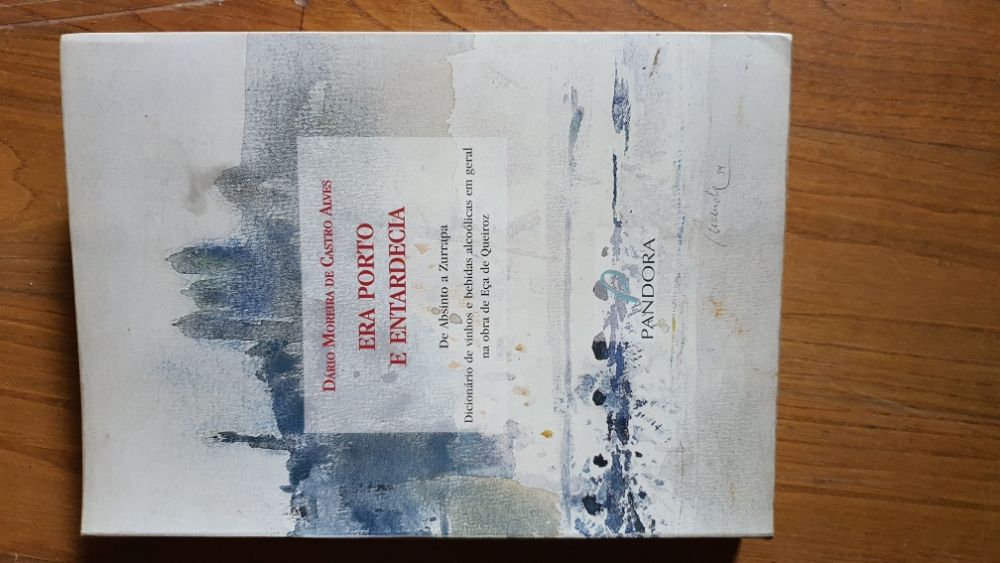 DÁRIO MOREIRA DE CASTRO ALVES
ERA PORTO
E ENTARDECIA
De Absinto a Zurrapa
Dicionário de vinhos e bebidas alcoólicas em geral
na obra de Eça de Queiroz
PANDORA